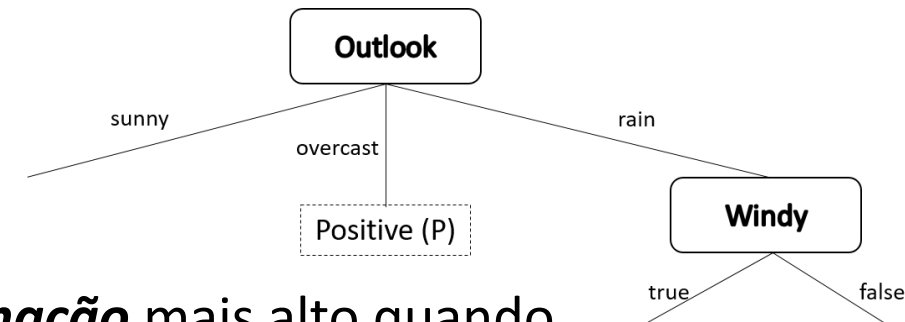 Outlook
sunny
rain
overcast
Windy
Positive (P)
true
false
mais alto quando